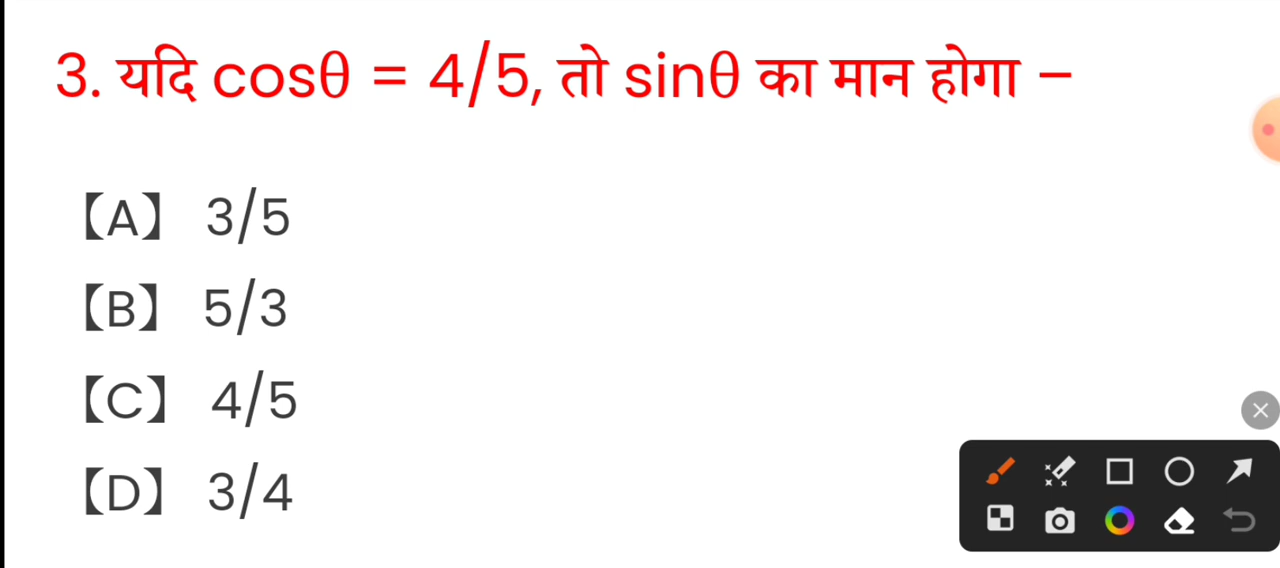 3. यदि cosθ = 4/5, तो sinθ का मान होगा –
【A】 3/5
【B】 5/3
【C】 4/5
【D】 3/4